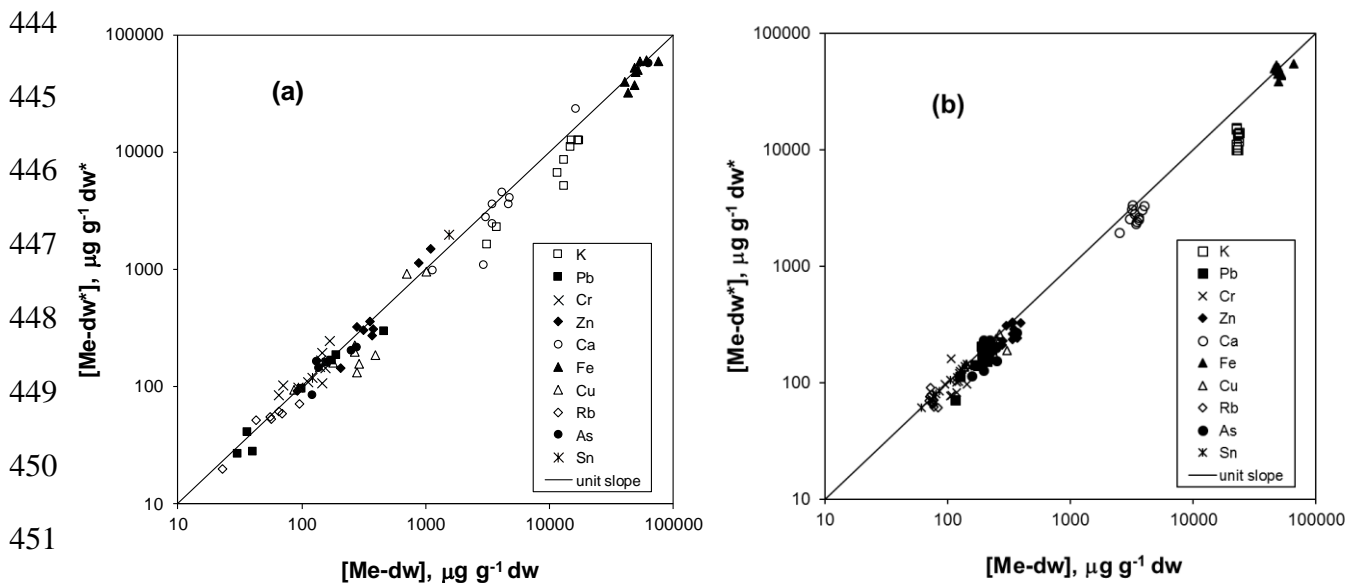 444
445
446
447
448
449
450
451
(a)
100000
10000
1000
100
10
10 100 1000 10000 100000
[Me-dw*], µg g-1 dw*
[Me-dw], µg g-1 dw
K
Pb
Cr
Zn
Ca
Fe
Cu
Rb
As
Sn
unit slope
(b)
100000
10000
1000
100
10
10 100 1000 10000 100000
[Me-dw*], µg g-1 dw*
[Me-dw], µg g-1 dw
K
Pb
Cr
Zn
Ca
Fe
Cu
Rb
As
Sn
unit slope